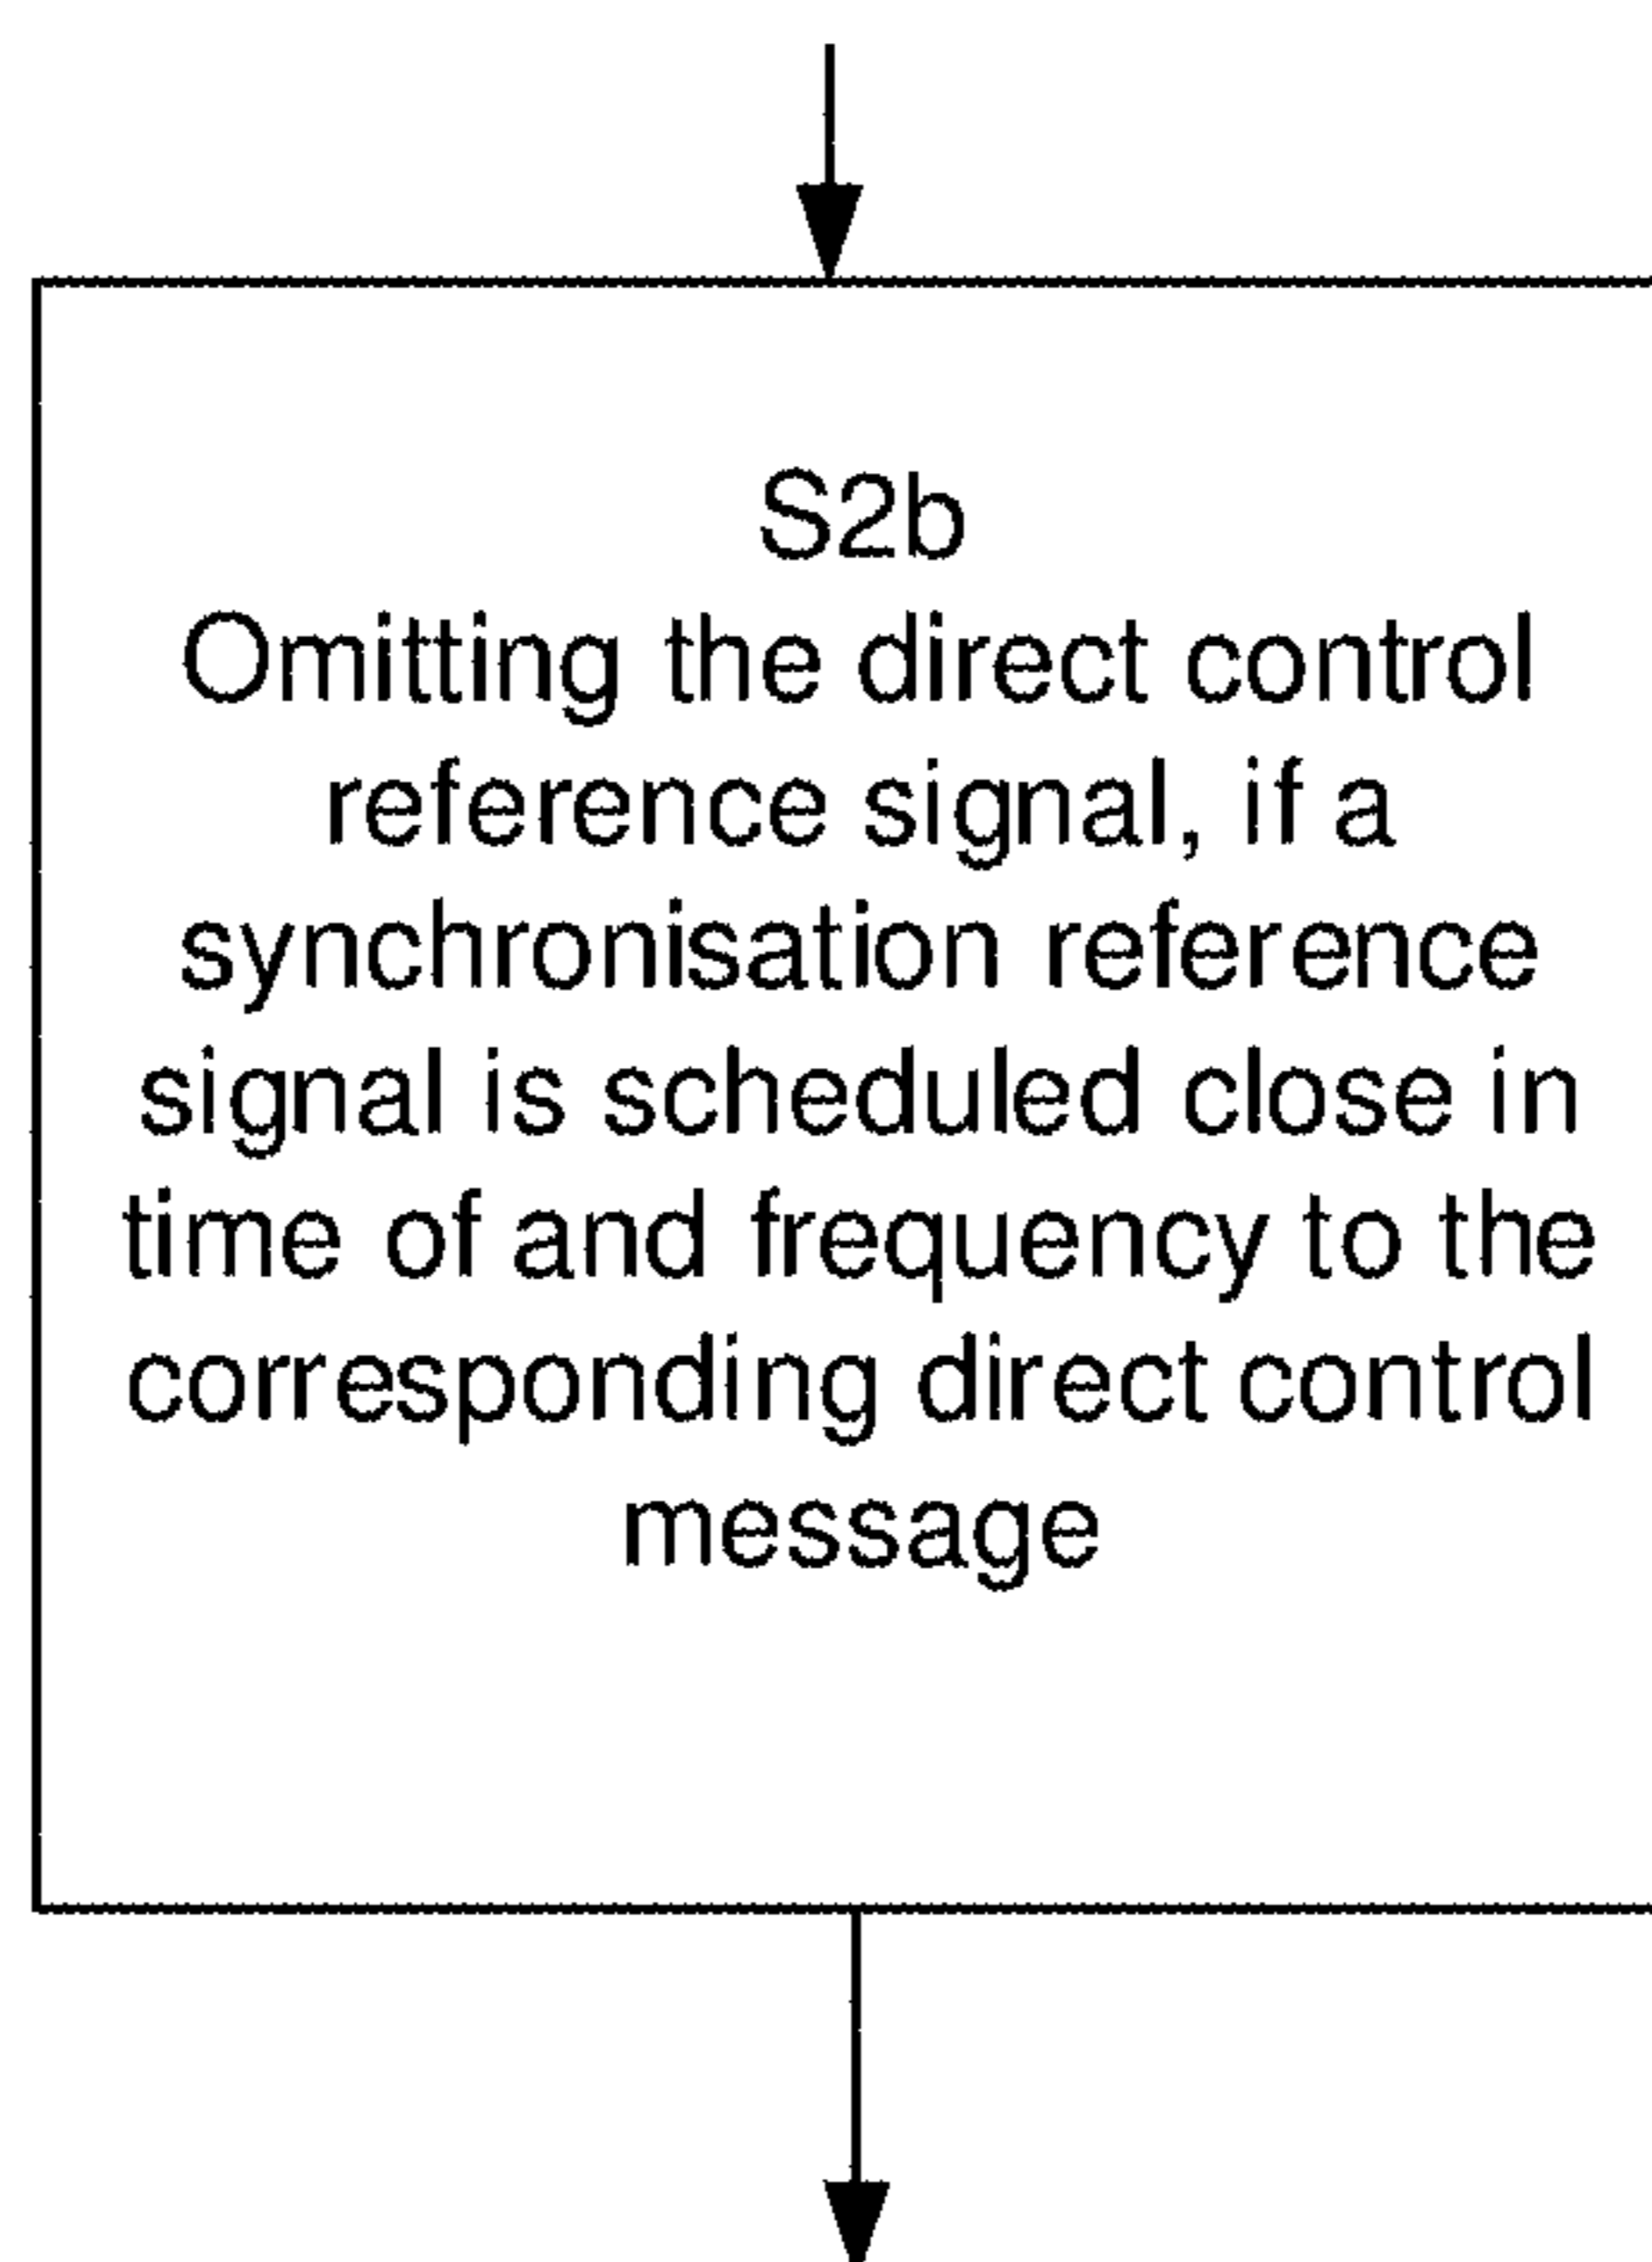 S2b
Omitting the direct control
reference signal, if a
synchronisation reference
signal is scheduled close in
time of and frequency to the
corresponding direct control
message